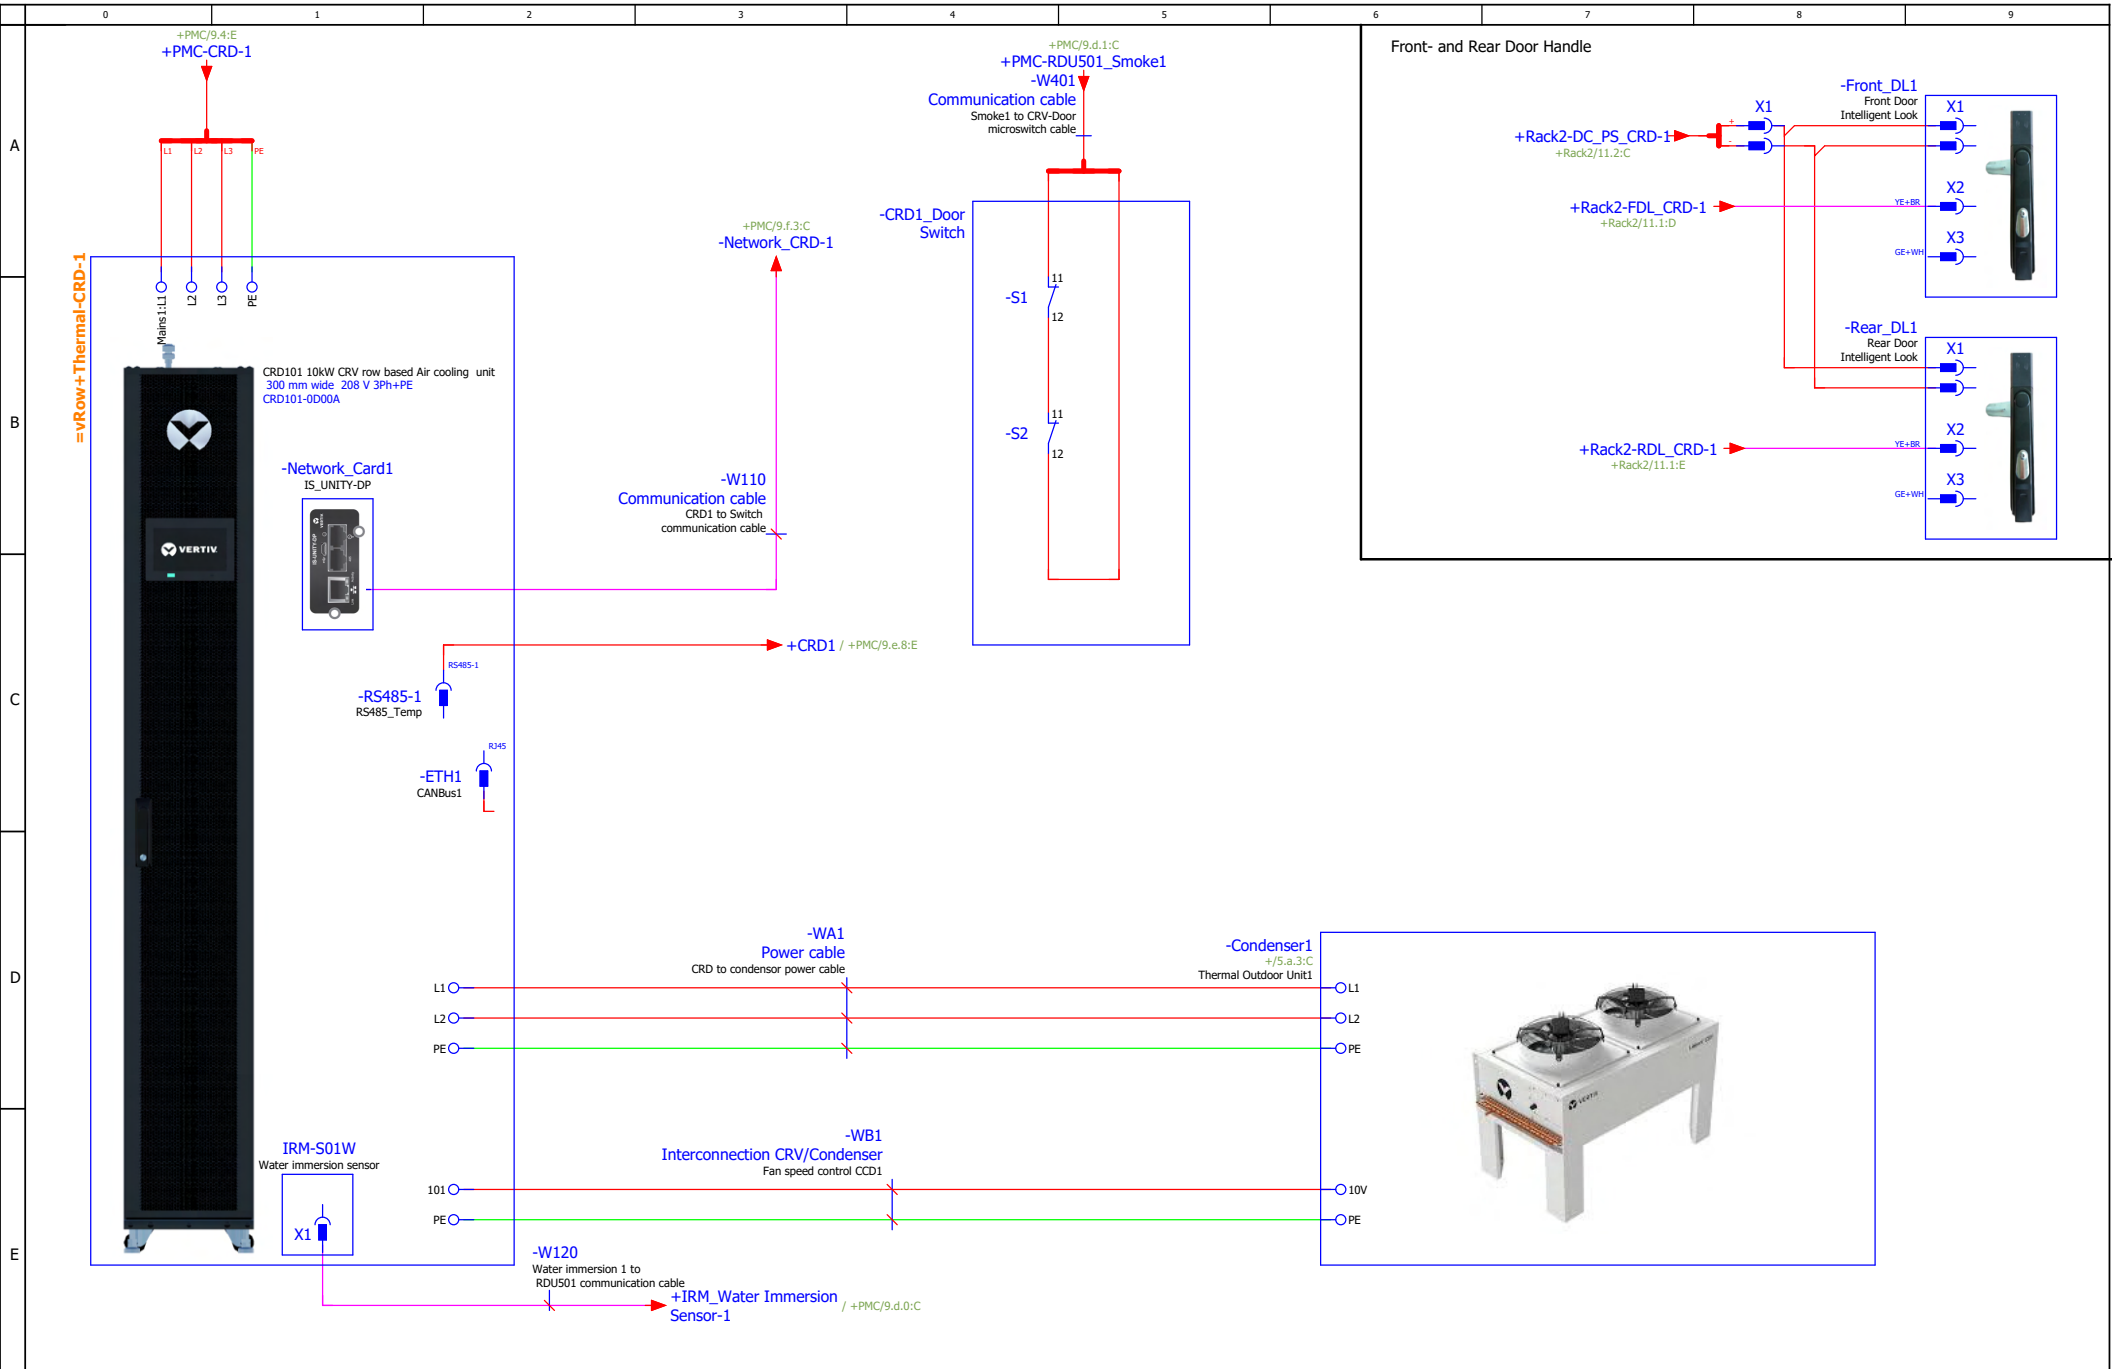 0 1 2 3 4 5 6 7 8 9
A
B
C
D
E
+PMC/9.4:E
+PMC-CRD-1
L1 L2 L3 PE
Mains1:L1
L2
L3
PE
=vRow+Thermal-CRD-1
CRD101 10kW CRV row based Air cooling unit
300 mm wide 208 V 3Ph+PE
CRD101-0D00A
VERTIV
-Network_Card1
IS_UNITY-DP
VERTIV
IS-UNITY-DP
+PMC/9.f.3:C
-Network_CRD-1
-W110
Communication cable
CRD1 to Switch
communication cable
+CRD1 / +PMC/9.e.8:E
RS485-1
-RS485-1
RS485_Temp
RJ45
-ETH1
CANBus1
+PMC/9.d.1:C
+PMC-RDU501_Smoke1
-W401
Communication cable
Smoke1 to CRV-Door
microswitch cable
-CRD1_Door
Switch
-S1
11
12
-S2
11
12
Front- and Rear Door Handle
+Rack2-DC_PS_CRD-1
+Rack2/11.2:C
+
-
X1
-Front_DL1
Front Door
Intelligent Look
X1
+Rack2-FDL_CRD-1
+Rack2/11.1:D
YE+BR
X2
GE+WH
X3
-Rear_DL1
Rear Door
Intelligent Look
X1
+Rack2-RDL_CRD-1
+Rack2/11.1:E
YE+BR
X2
GE+WH
X3
-WA1
Power cable
CRD to condensor power cable
-Condenser1
+/5.a.3:C
Thermal Outdoor Unit1
L1 L1
L2 L2
PE PE
VERTIV
-WB1
Interconnection CRV/Condenser
Fan speed control CCD1
101 10V
PE PE
IRM-S01W
Water immersion sensor
X1
-W120
Water immersion 1 to
RDU501 communication cable
+IRM_Water Immersion
Sensor-1
/ +PMC/9.d.0:C